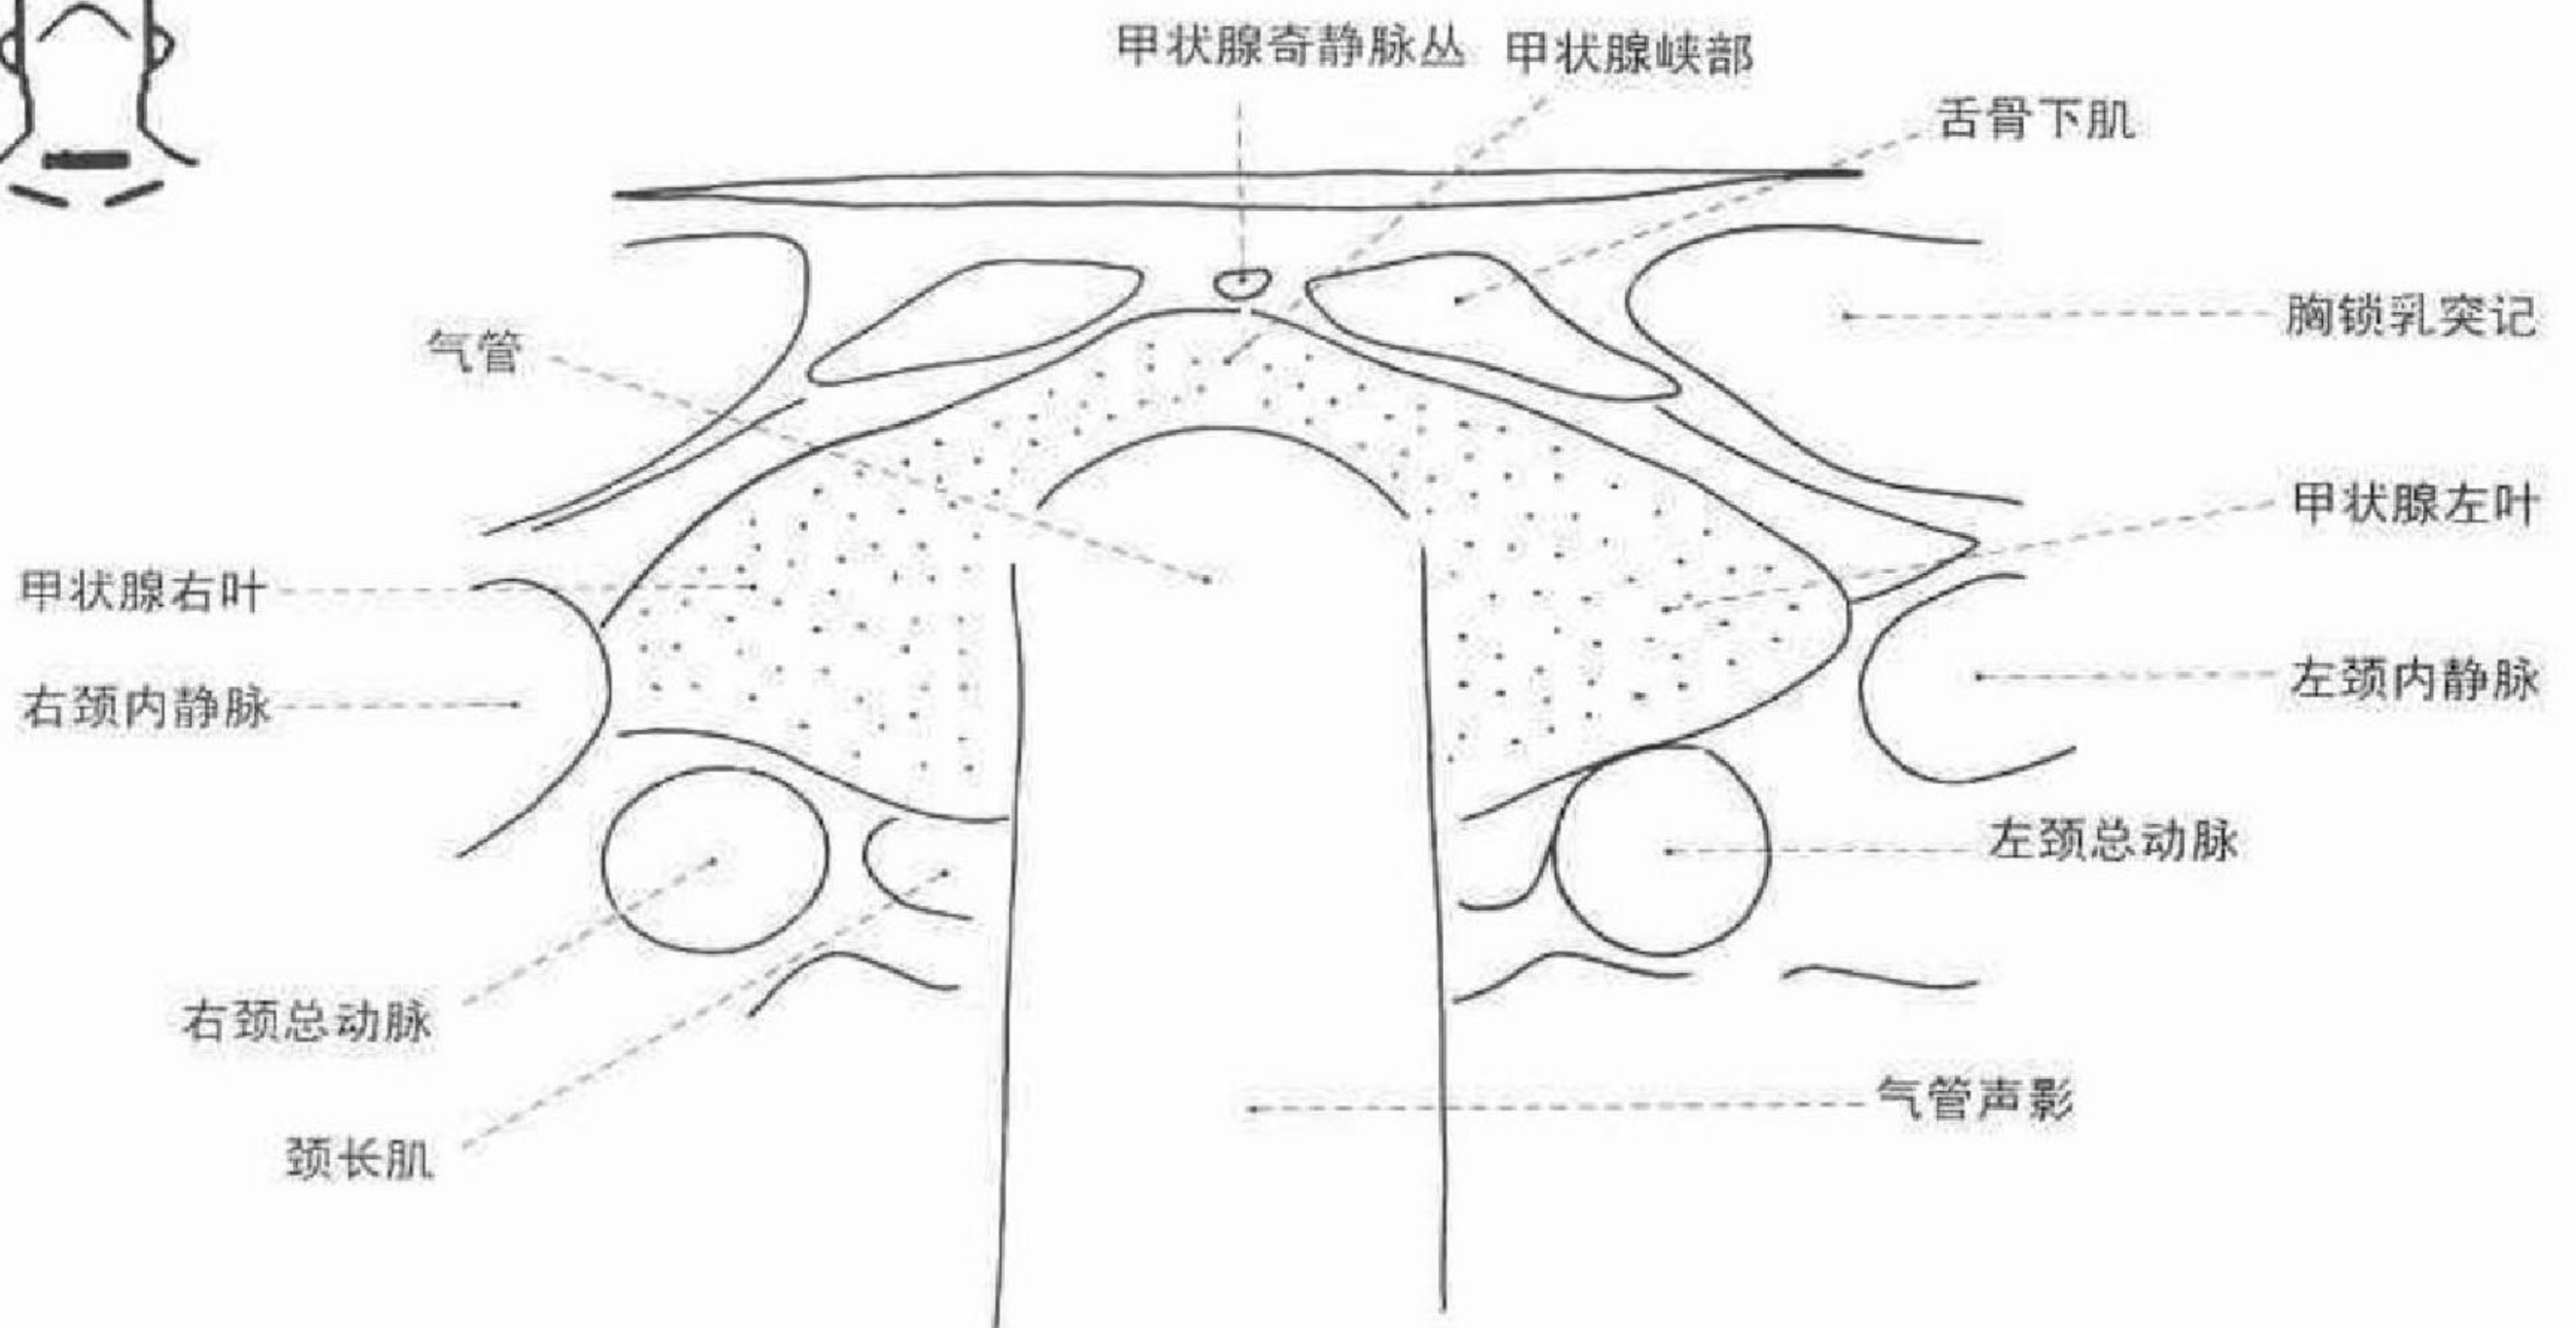 甲状腺奇静脉丛
甲状腺峡部
舌骨下肌
胸锁乳突记
气管
甲状腺左叶
甲状腺右叶
左颈内静脉
右颈内静脉
左颈总动脉
右颈总动脉
气管声影
颈长肌